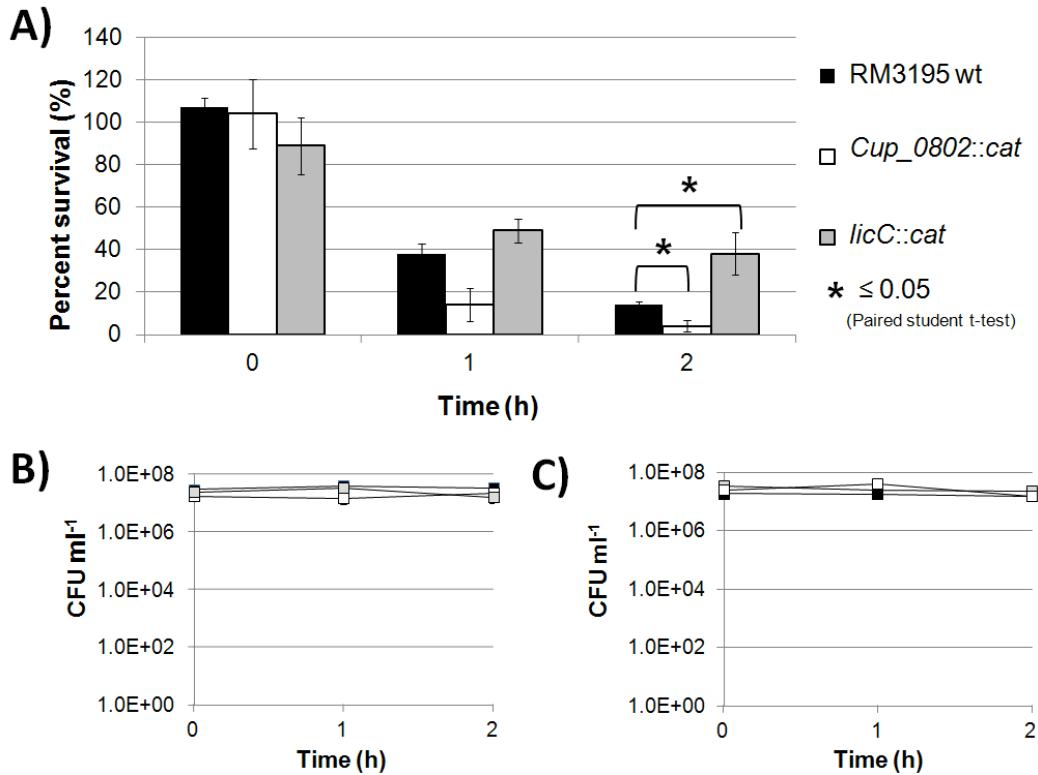 A)
140
120
100
80
60
40
20
0
Percent survival (%)
0 1 2
Time (h)
*
*
RM3195 wt
Cup_0802::cat
licC::cat
* ≤ 0.05
(Paired student t-test)
B)
1.0E+08
1.0E+06
1.0E+04
1.0E+02
1.0E+00
CFU ml-1
0 1 2
Time (h)
C)
1.0E+08
1.0E+06
1.0E+04
1.0E+02
1.0E+00
CFU ml-1
0 1 2
Time (h)